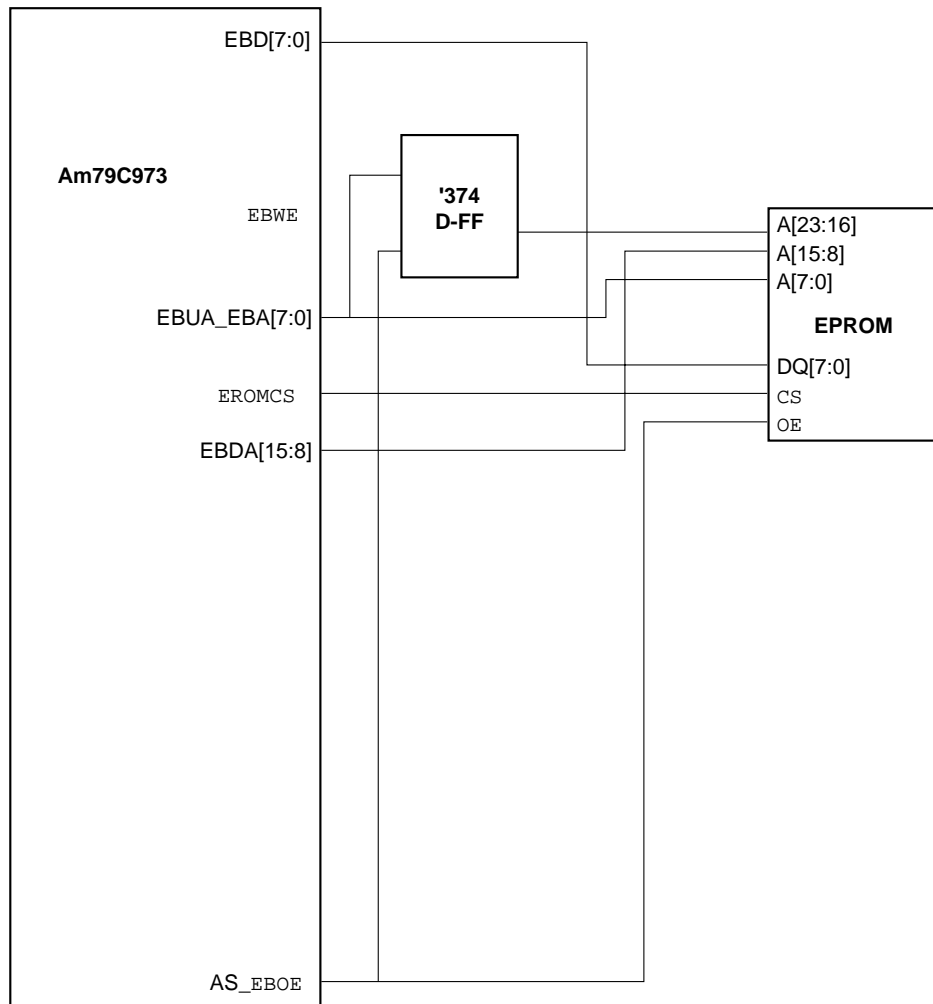 EBD[7:0]
Am79C973
EBWE
EBUA_EBA[7:0]
EROMCS
EBDA[15:8]
AS_EBOE
'374
D-FF
A[23:16]
A[15:8]
A[7:0]
EPROM
DQ[7:0]
CS
OE